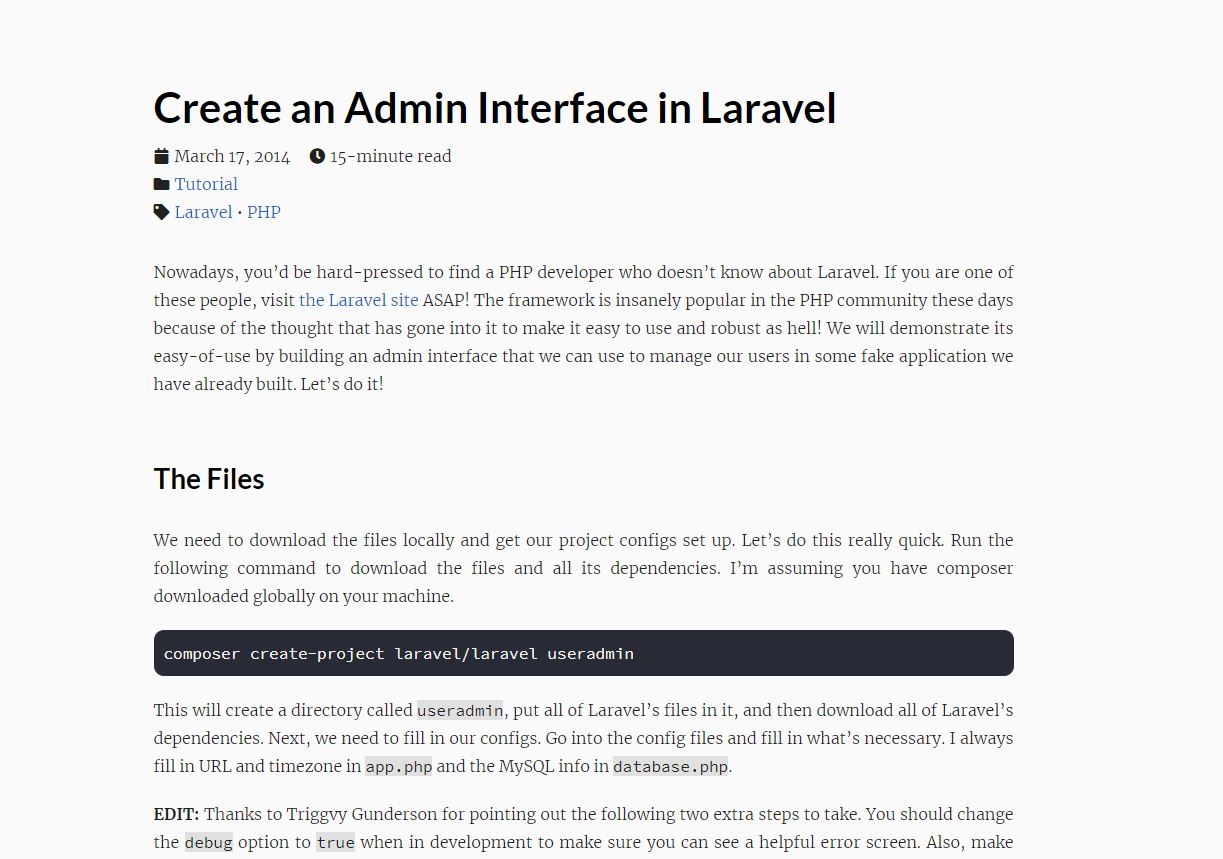 Create an Admin Interface in Laravel
March 17, 2014 15-minute read
Tutorial
Laravel • PHP
Nowadays, you’d be hard-pressed to find a PHP developer who doesn’t know about Laravel. If you are one of
these people, visit the Laravel site ASAP! The framework is insanely popular in the PHP community these days
because of the thought that has gone into it to make it easy to use and robust as hell! We will demonstrate its
easy-of-use by building an admin interface that we can use to manage our users in some fake application we
have already built. Let’s do it!
The Files
We need to download the files locally and get our project configs set up. Let’s do this really quick. Run the
following command to download the files and all its dependencies. I’m assuming you have composer
downloaded globally on your machine.
composer create-project laravel/laravel useradmin
This will create a directory called useradmin, put all of Laravel’s files in it, and then download all of Laravel’s
dependencies. Next, we need to fill in our configs. Go into the config files and fill in what’s necessary. I always
fill in URL and timezone in app.php and the MySQL info in database.php.
EDIT: Thanks to Triggvy Gunderson for pointing out the following two extra steps to take. You should change
the debug option to true when in development to make sure you can see a helpful error screen. Also, make